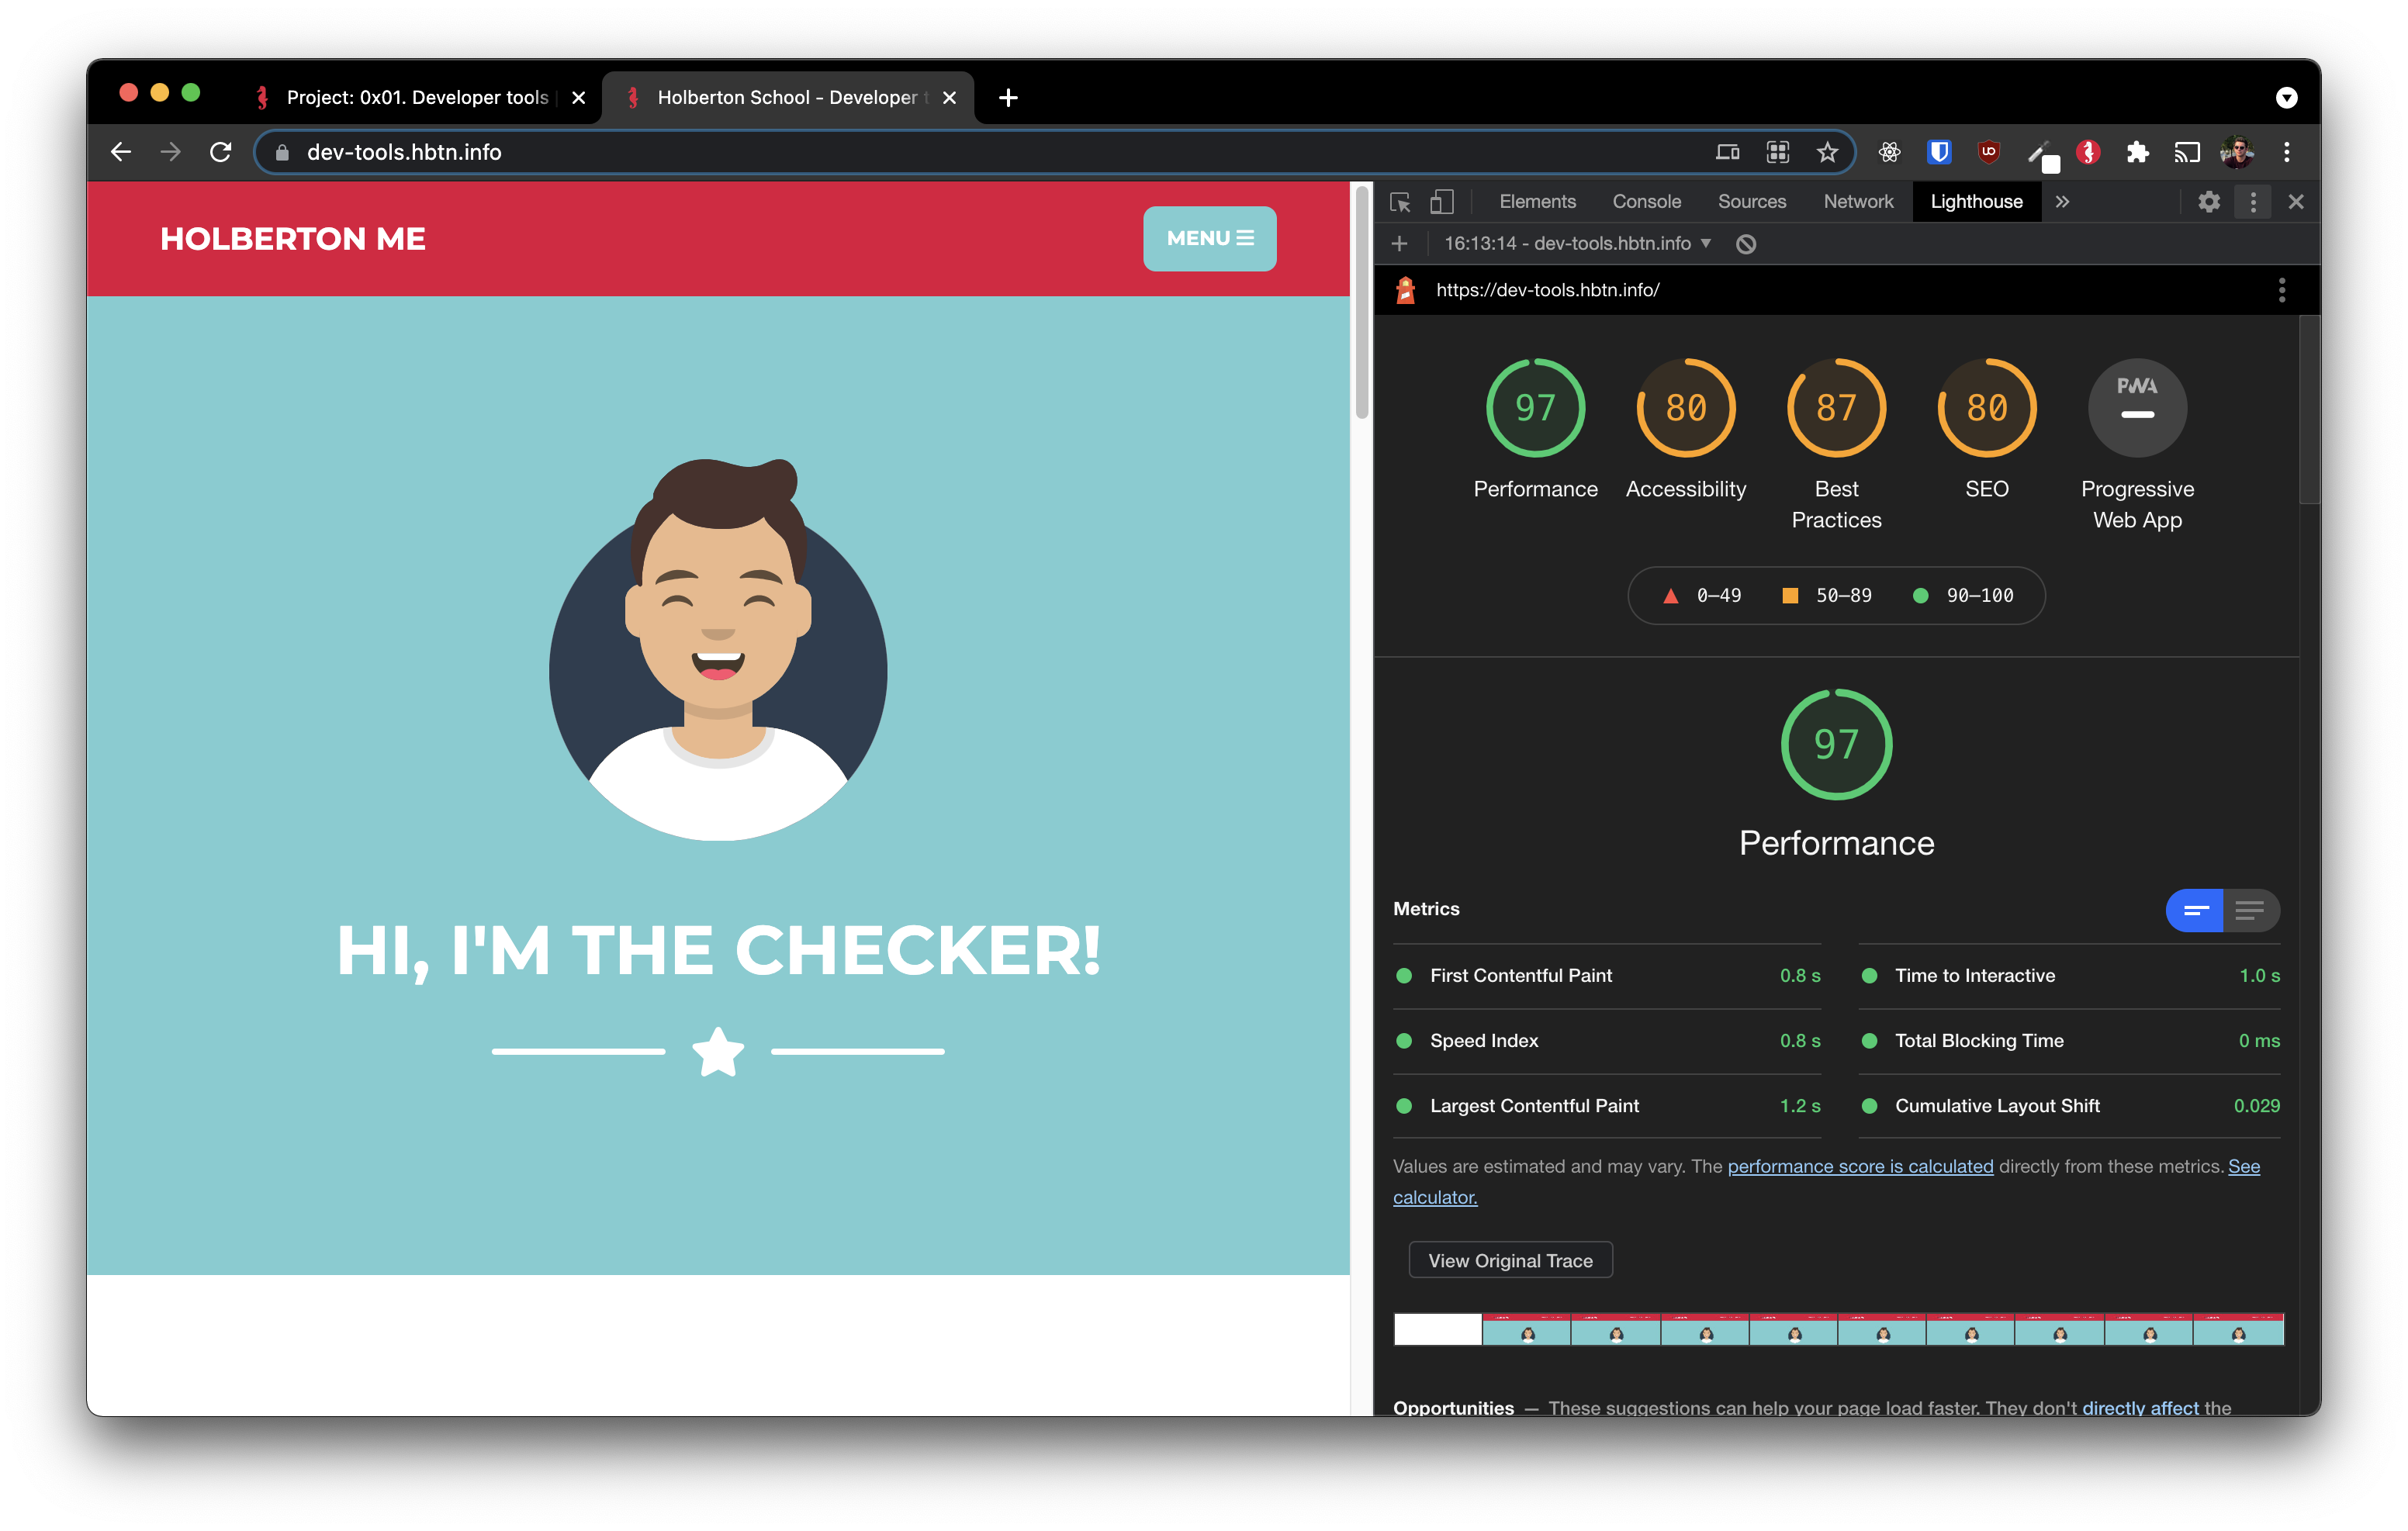 Project: 0x01. Developer tools
Holberton School - Developer
dev-tools.hbtn.info
HOLBERTON ME
MENU
HI, I'M THE CHECKER!
Elements Console Sources Network Lighthouse
16:13:14 - dev-tools.hbtn.info
https://dev-tools.hbtn.info/
97 80 87 80 PWA
Performance Accessibility Best Practices SEO Progressive Web App
0–49 50–89 90–100
97
Performance
Metrics
First Contentful Paint 0.8 s
Time to Interactive 1.0 s
Speed Index 0.8 s
Total Blocking Time 0 ms
Largest Contentful Paint 1.2 s
Cumulative Layout Shift 0.029
Values are estimated and may vary. The performance score is calculated directly from these metrics. See
calculator.
View Original Trace
Opportunities — These suggestions can help your page load faster. They don't directly affect the